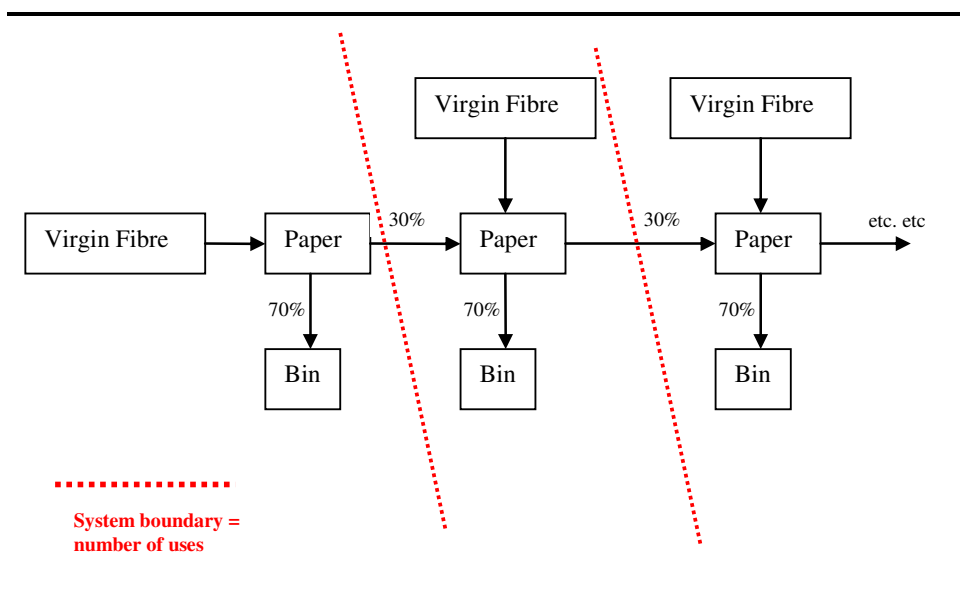 Virgin Fibre
Virgin Fibre
Virgin Fibre
Paper
30%
Paper
30%
Paper
etc. etc
70%
70%
70%
Bin
Bin
Bin
System boundary =
number of uses